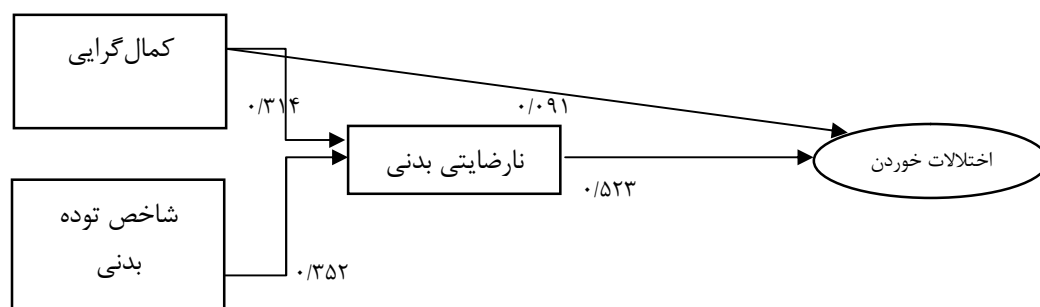 کمال‌گرایی
۰/۳۱۴
۰/۰۹۱
نارضایتی بدنی
اختلالات خوردن
۰/۵۲۳
شاخص توده
بدنی
۰/۳۵۲